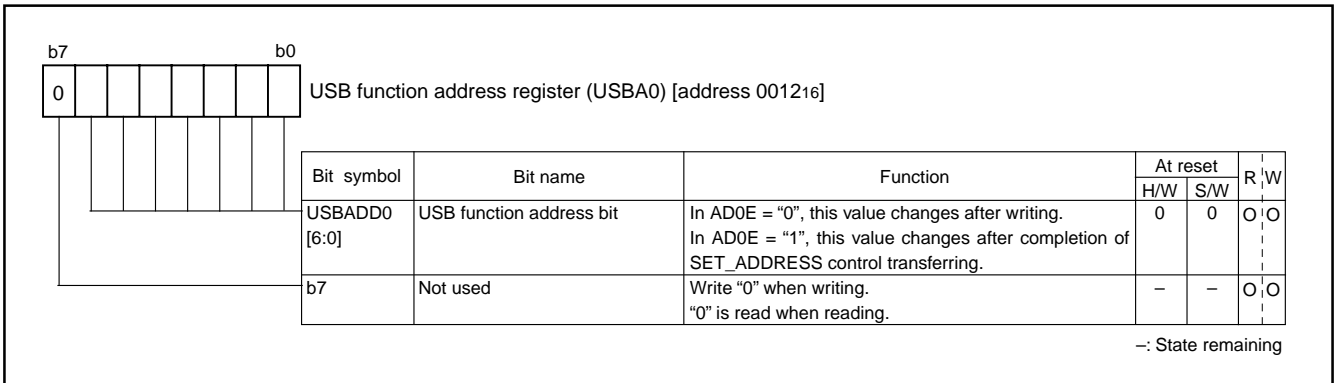 b7 b0
0 USB function address register (USBA0) [address 001216]
Bit symbol Bit name Function At reset R W
H/W S/W
USBADD0 USB function address bit In AD0E = “0”, this value changes after writing. 0 0 O O
[6:0] In AD0E = “1”, this value changes after completion of
SET_ADDRESS control transferring.
b7 Not used Write “0” when writing. – – O O
“0” is read when reading.
–: State remaining